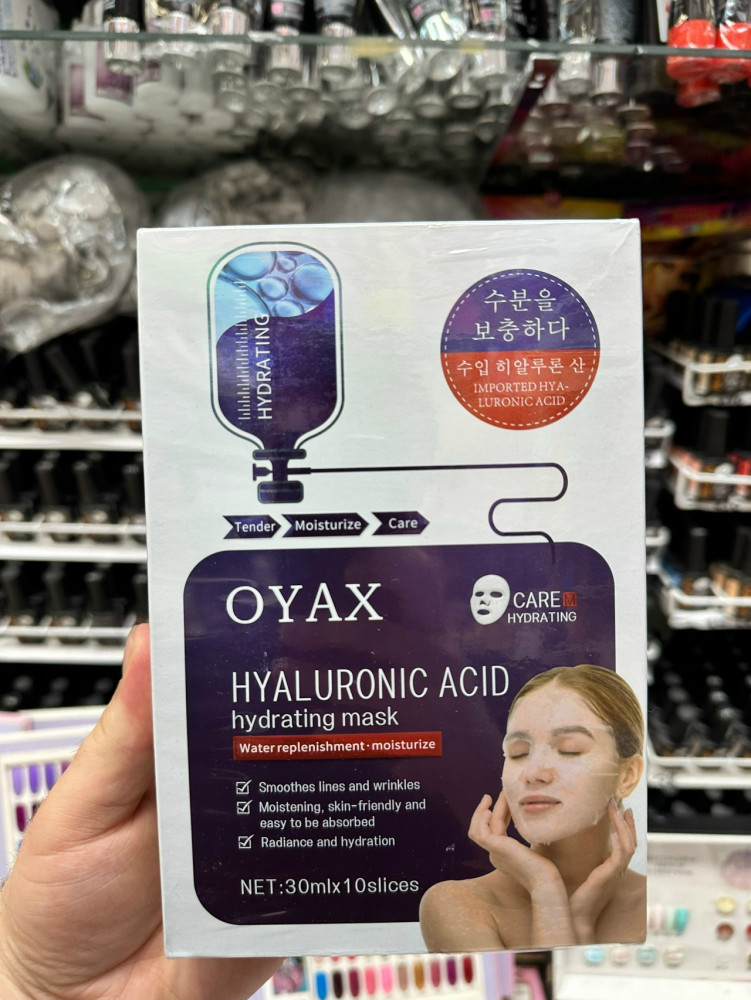 HYDRATING
수분을
보충하다
수입 히알루론 산
IMPORTED HYA-
LURONIC ACID
Tender Moisturize Care
OYAX
CARE
HYDRATING
HYALURONIC ACID
hydrating mask
Water replenishment·moisturize
Smoothes lines and wrinkles
Moistening, skin-friendly and
easy to be absorbed
Radiance and hydration
NET:30mlx10slices